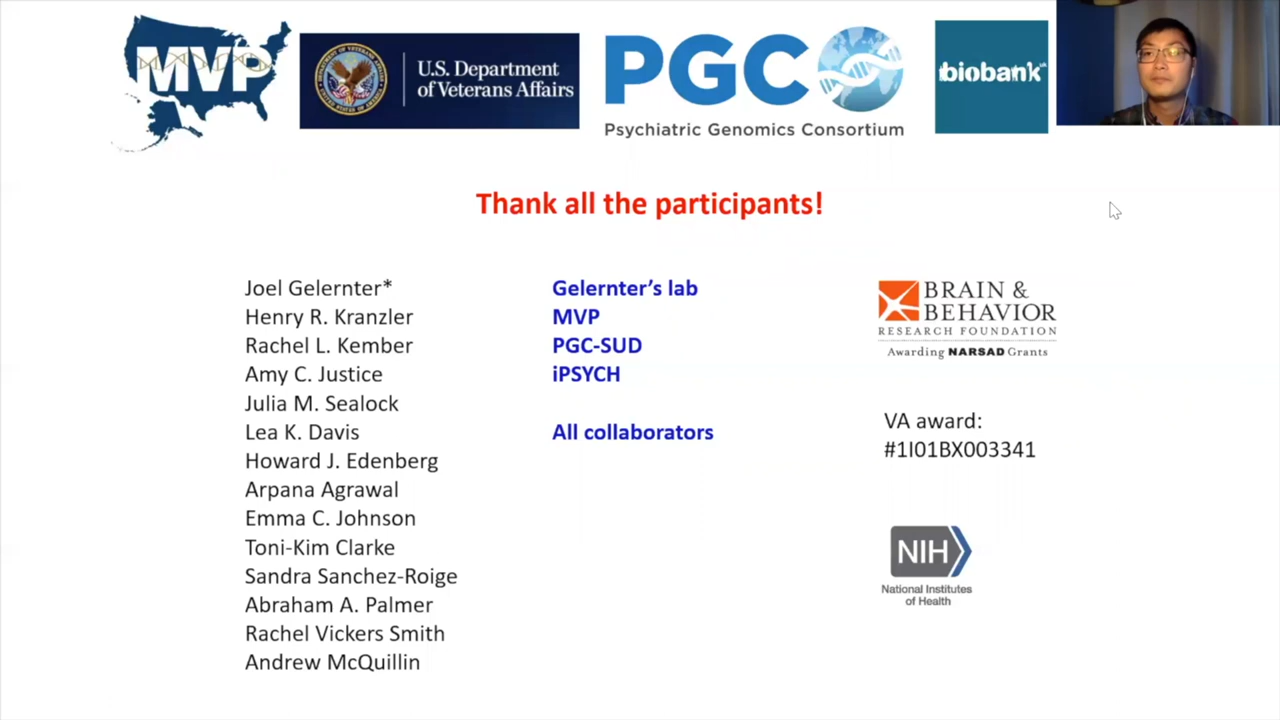 MVP
U.S. Department
of Veterans Affairs
PGC
Psychiatric Genomics Consortium
biobank uk
Thank all the participants!
Joel Gelernter*
Henry R. Kranzler
Rachel L. Kember
Amy C. Justice
Julia M. Sealock
Lea K. Davis
Howard J. Edenberg
Arpana Agrawal
Emma C. Johnson
Toni-Kim Clarke
Sandra Sanchez-Roige
Abraham A. Palmer
Rachel Vickers Smith
Andrew McQuillin
Gelernter’s lab
MVP
PGC-SUD
iPSYCH
All collaborators
BRAIN &
BEHAVIOR
RESEARCH FOUNDATION
Awarding NARSAD Grants
VA award:
#1I01BX003341
NIH
National Institutes
of Health